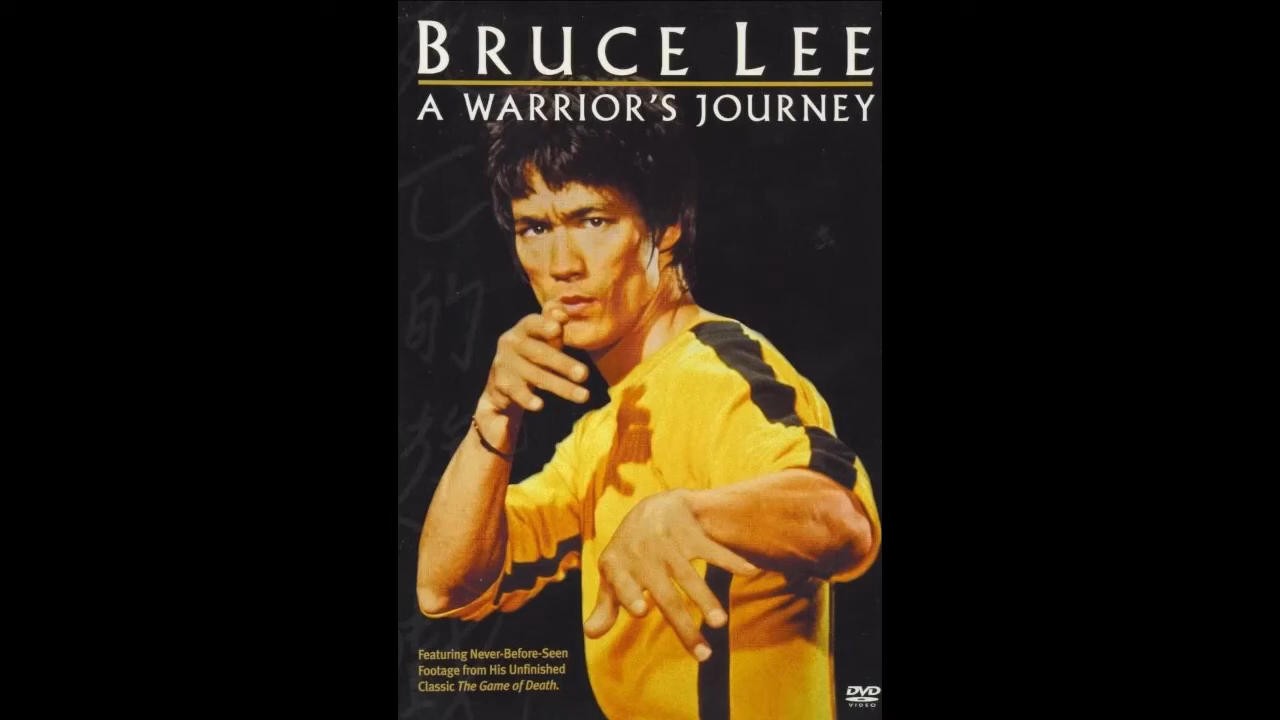 BRUCE LEE
A WARRIOR'S JOURNEY
的
Featuring Never-Before-Seen
Footage from His Unfinished
Classic The Game of Death.
DVD
VIDEO